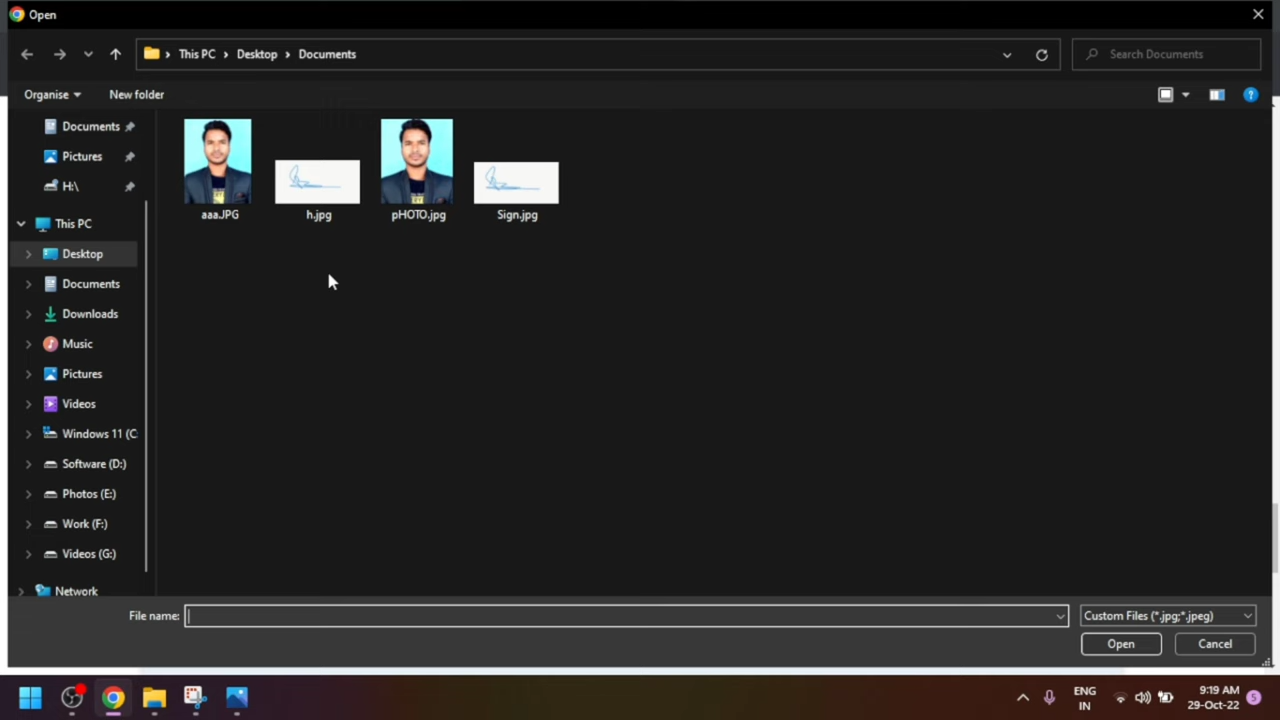 Open
This PC > Desktop > Documents
Search Documents
Organise
New folder
Documents
Pictures
H:\
This PC
Desktop
Documents
Downloads
Music
Pictures
Videos
Windows 11 (C:
Software (D:)
Photos (E:)
Work (F:)
Videos (G:)
Network
aaa.JPG
h.jpg
pHOTO.jpg
Sign.jpg
File name:
Custom Files (*.jpg;*.jpeg)
Open
Cancel
ENG
IN
9:19 AM
29-Oct-22
5